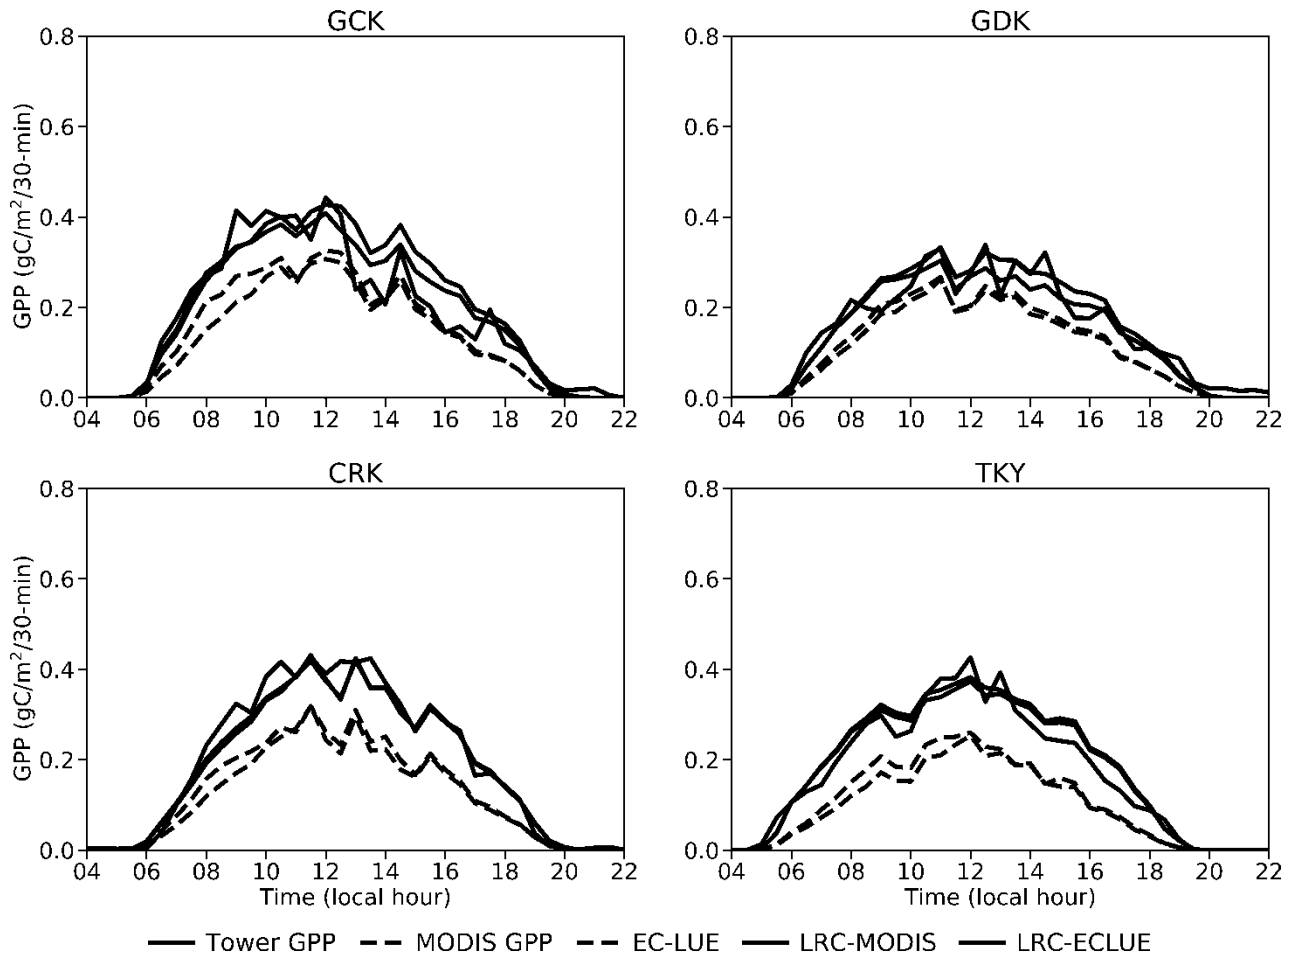 GCK
GDK
0.8
0.6
0.4
0.2
0.0
GPP (gC/m²/30-min)
04 06 08 10 12 14 16 18 20 22
0.8
0.6
0.4
0.2
0.0
04 06 08 10 12 14 16 18 20 22
CRK
TKY
0.8
0.6
0.4
0.2
0.0
GPP (gC/m²/30-min)
04 06 08 10 12 14 16 18 20 22
Time (local hour)
0.8
0.6
0.4
0.2
0.0
04 06 08 10 12 14 16 18 20 22
Time (local hour)
Tower GPP MODIS GPP EC-LUE LRC-MODIS LRC-ECLUE